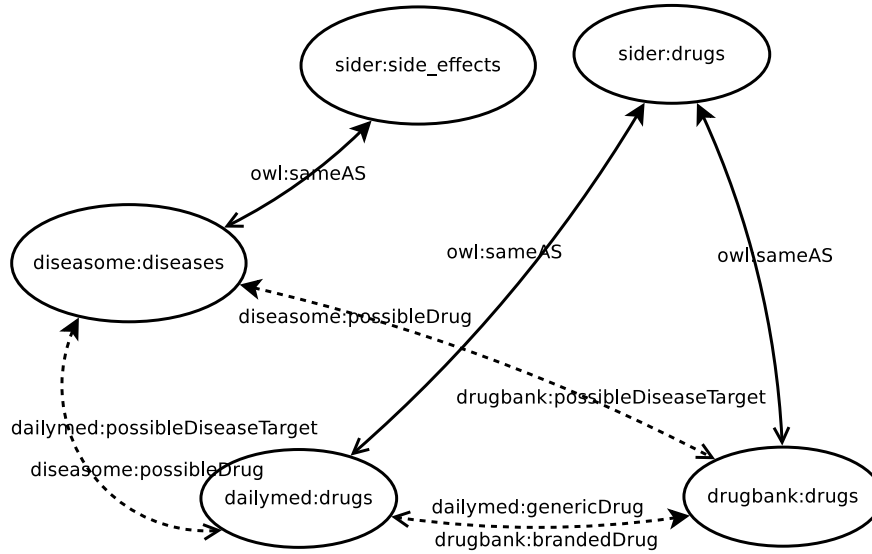 sider:drugs
sider:side_effects
owl:sameAS
owl:sameAS
owl:sameAS
diseasome:diseases
diseasome:possibleDrug
drugbank:possibleDiseaseTarget
dailymed:possibleDiseaseTarget
diseasome:possibleDrug
dailymed:drugs
drugbank:drugs
dailymed:genericDrug
drugbank:brandedDrug